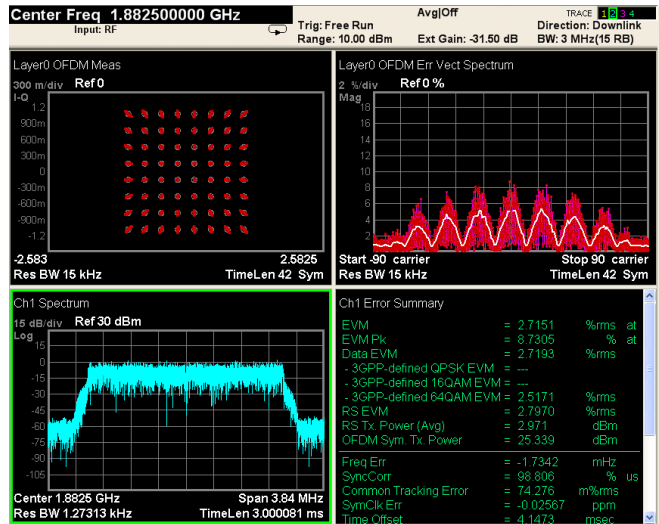 Center Freq 1.882500000 GHz
Input: RF
Trig: Free Run
Range: 10.00 dBm
Avg|Off
Ext Gain: -31.50 dB
TRACE 1 2 3 4
Direction: Downlink
BW: 3 MHz(15 RB)
Layer0 OFDM Meas
300 m/div Ref 0
I-Q
1.2
900m
600m
300m
0
-300m
-600m
-900m
-1.2
-2.583 2.5825
Res BW 15 kHz TimeLen 42 Sym
Layer0 OFDM Err Vect Spectrum
2 %/div Ref 0 %
Mag
18
16
14
12
10
8
6
4
2
Start -90 carrier Stop 90 carrier
Res BW 15 kHz TimeLen 42 Sym
Ch1 Spectrum
15 dB/div Ref 30 dBm
Log
15
0
-15
-30
-45
-60
-75
-90
-105
Center 1.8825 GHz Span 3.84 MHz
Res BW 1.27313 kHz TimeLen 3.000081 ms
Ch1 Error Summary
EVM = 2.7151 %rms at
EVM Pk = 8.7305 % at
Data EVM = 2.7193 %rms
- 3GPP-defined QPSK EVM = ---
- 3GPP-defined 16QAM EVM = ---
- 3GPP-defined 64QAM EVM = 2.5171 %rms
RS EVM = 2.7970 %rms
RS Tx. Power (Avg) = 2.971 dBm
OFDM Sym. Tx. Power = 25.339 dBm
Freq Err = -1.7342 mHz
SyncCorr = 98.806 % us
Common Tracking Error = 74.276 m%rms
SymClk Err = -0.02567 ppm
Time Offset = 4.1473 msec